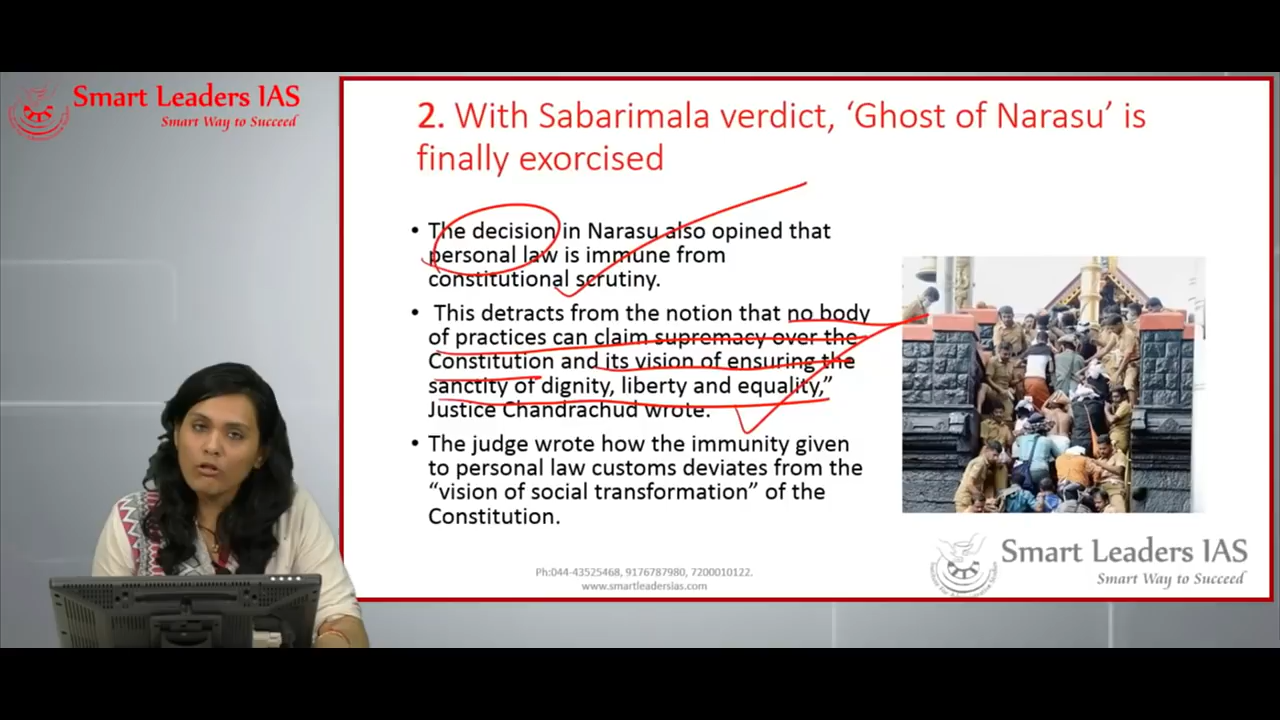 Smart Leaders IAS
Smart Way to Succeed
2. With Sabarimala verdict, ‘Ghost of Narasu’ is
finally exorcised
• The decision in Narasu also opined that
personal law is immune from
constitutional scrutiny.
• This detracts from the notion that no body
of practices can claim supremacy over the
Constitution and its vision of ensuring the
sanctity of dignity, liberty and equality,”
Justice Chandrachud wrote.
• The judge wrote how the immunity given
to personal law customs deviates from the
“vision of social transformation” of the
Constitution.
Smart Leaders IAS
Smart Way to Succeed
Ph:044-43525468, 9176787980, 7200010122.
www.smartleadersias.com